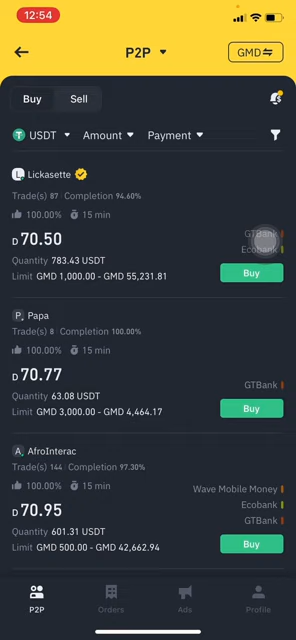 12:54
P2P
GMD
Buy Sell
USDT Amount Payment
Lickasette
Trade(s) 87 Completion 94.60%
100.00% 15 min
D 70.50
GTBank
Ecobank
Quantity 783.43 USDT
Limit GMD 1,000.00 - GMD 55,231.81
Buy
P Papa
Trade(s) 8 Completion 100.00%
100.00% 15 min
D 70.77
Quantity 63.08 USDT
GTBank
Limit GMD 3,000.00 - GMD 4,464.17
Buy
A AfroInterac
Trade(s) 144 Completion 97.30%
100.00% 15 min
Wave Mobile Money
D 70.95
Ecobank
Quantity 601.31 USDT
GTBank
Limit GMD 500.00 - GMD 42,662.94
Buy
P2P Orders Ads Profile